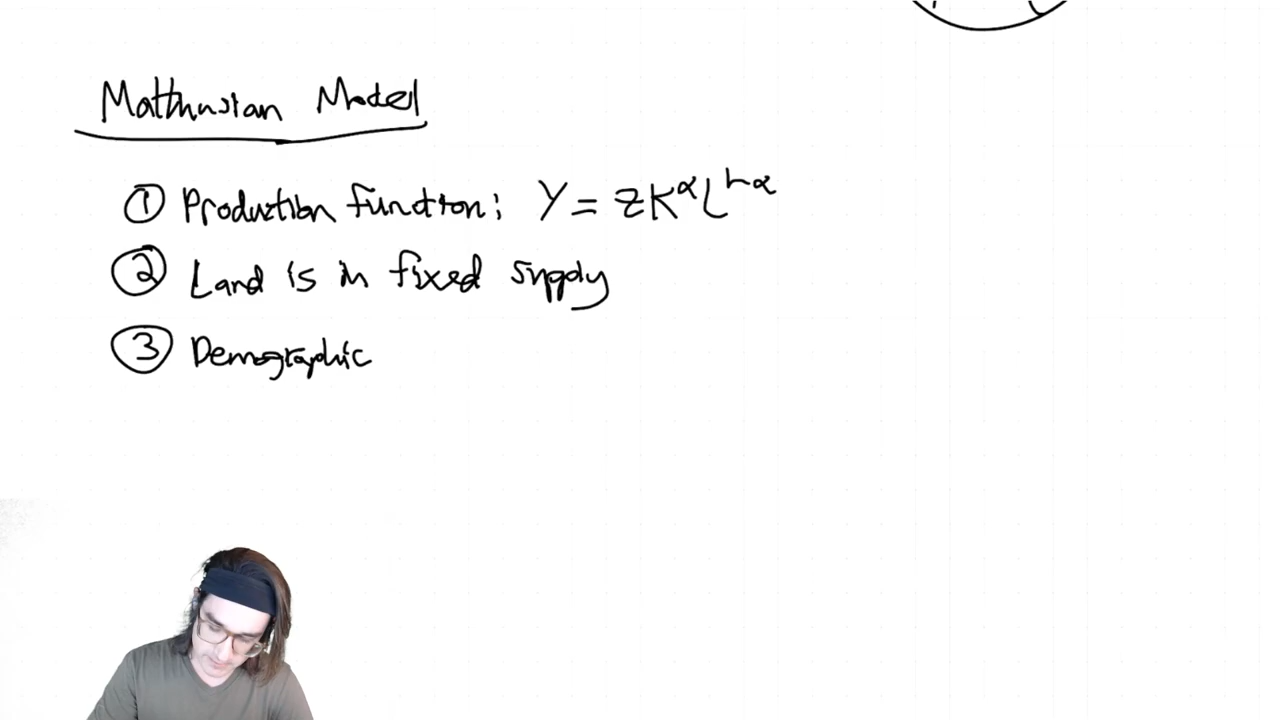 Malthusian Model
① Production function: Y = ZK^α L^1-α
② Land is in fixed supply
③ Demographic